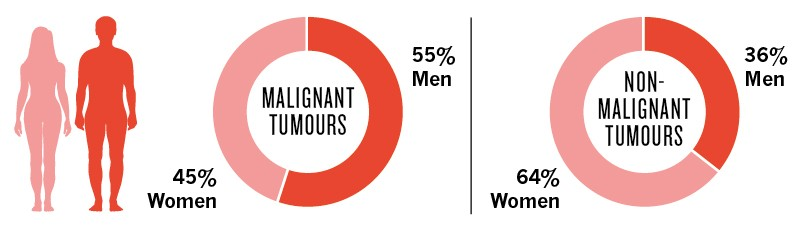 MALIGNANT
TUMOURS
55%
Men
45%
Women
NON-
MALIGNANT
TUMOURS
36%
Men
64%
Women